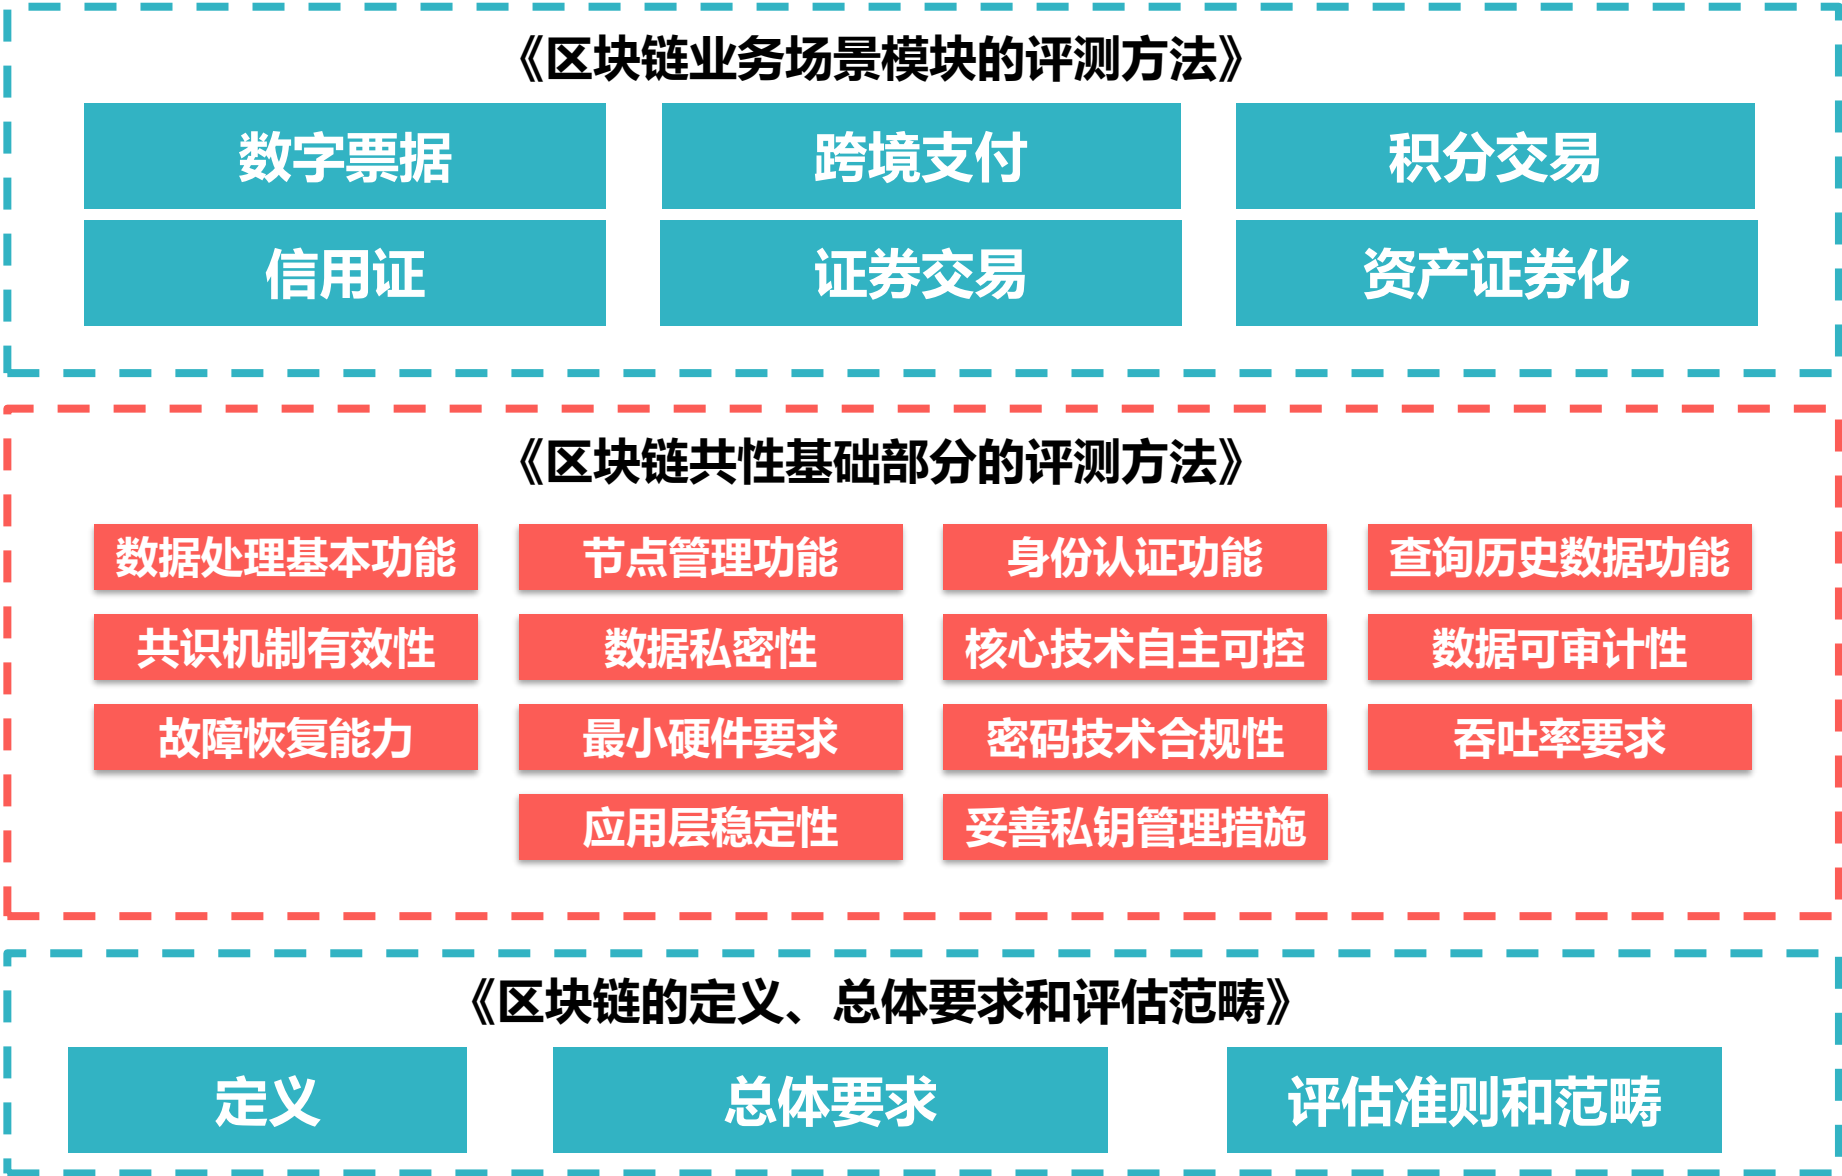 《区块链业务场景模块的评测方法》
数字票据 跨境支付 积分交易
信用证 证券交易 资产证券化
《区块链共性基础部分的评测方法》
数据处理基本功能 节点管理功能 身份认证功能 查询历史数据功能
共识机制有效性 数据私密性 核心技术自主可控 数据可审计性
故障恢复能力 最小硬件要求 密码技术合规性 吞吐率要求
应用层稳定性 妥善私钥管理措施
《区块链的定义、总体要求和评估范畴》
定义 总体要求 评估准则和范畴